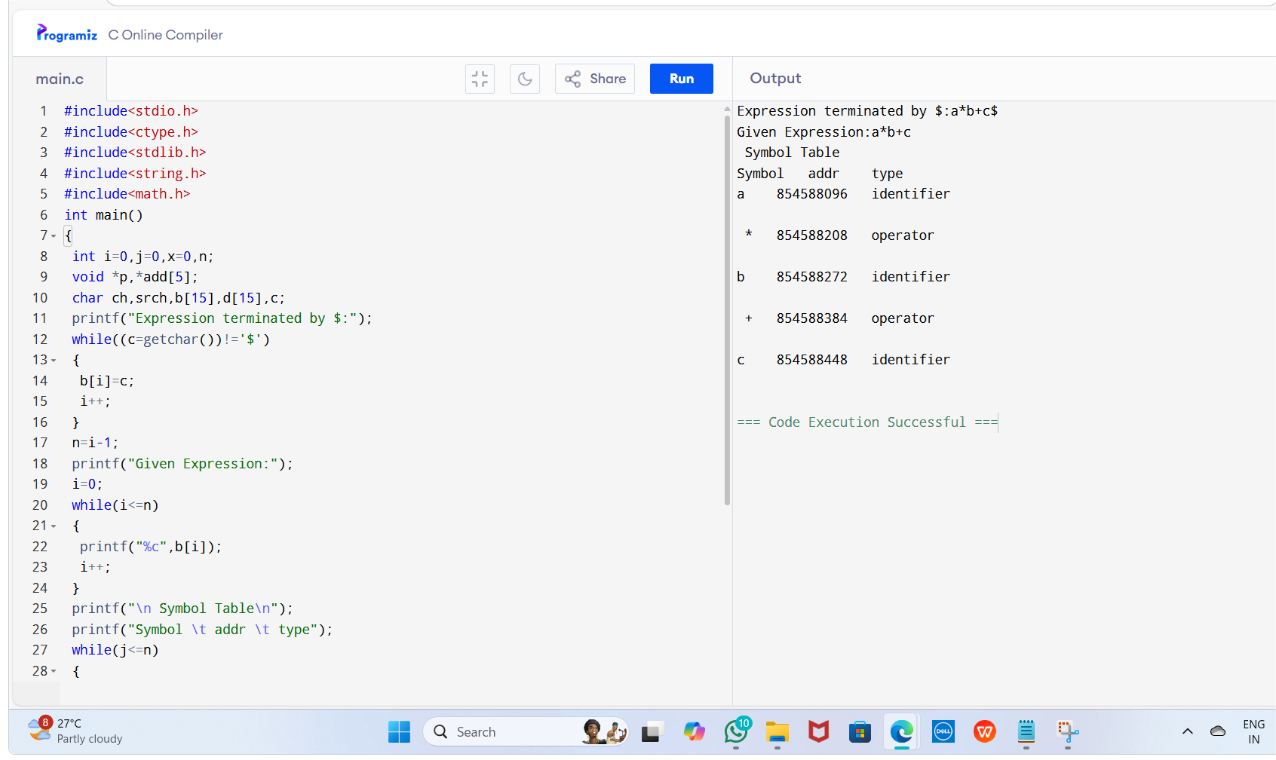 Programiz C Online Compiler
main.c
Share
Run
Output
1 #include<stdio.h>
2 #include<ctype.h>
3 #include<stdlib.h>
4 #include<string.h>
5 #include<math.h>
6 int main()
7 {
8 int i=0,j=0,x=0,n;
9 void *p,*add[5];
10 char ch,srch,b[15],d[15],c;
11 printf("Expression terminated by $:");
12 while((c=getchar())!='$')
13 {
14 b[i]=c;
15 i++;
16 }
17 n=i-1;
18 printf("Given Expression:");
19 i=0;
20 while(i<=n)
21 {
22 printf("%c",b[i]);
23 i++;
24 }
25 printf("\n Symbol Table\n");
26 printf("Symbol \t addr \t type");
27 while(j<=n)
28 {
Expression terminated by $:a*b+c$
Given Expression:a*b+c
Symbol Table
Symbol addr type
a 854588096 identifier
* 854588208 operator
b 854588272 identifier
+ 854588384 operator
c 854588448 identifier
=== Code Execution Successful ===
8
27°C
Partly cloudy
Search
10
DELL
W
ENG
IN